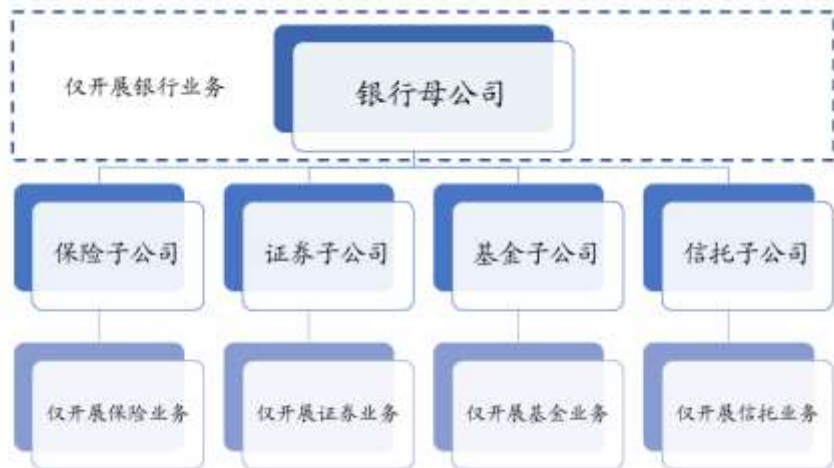 仅开展银行业务
银行母公司
保险子公司
证券子公司
基金子公司
信托子公司
仅开展保险业务
仅开展证券业务
仅开展基金业务
仅开展信托业务